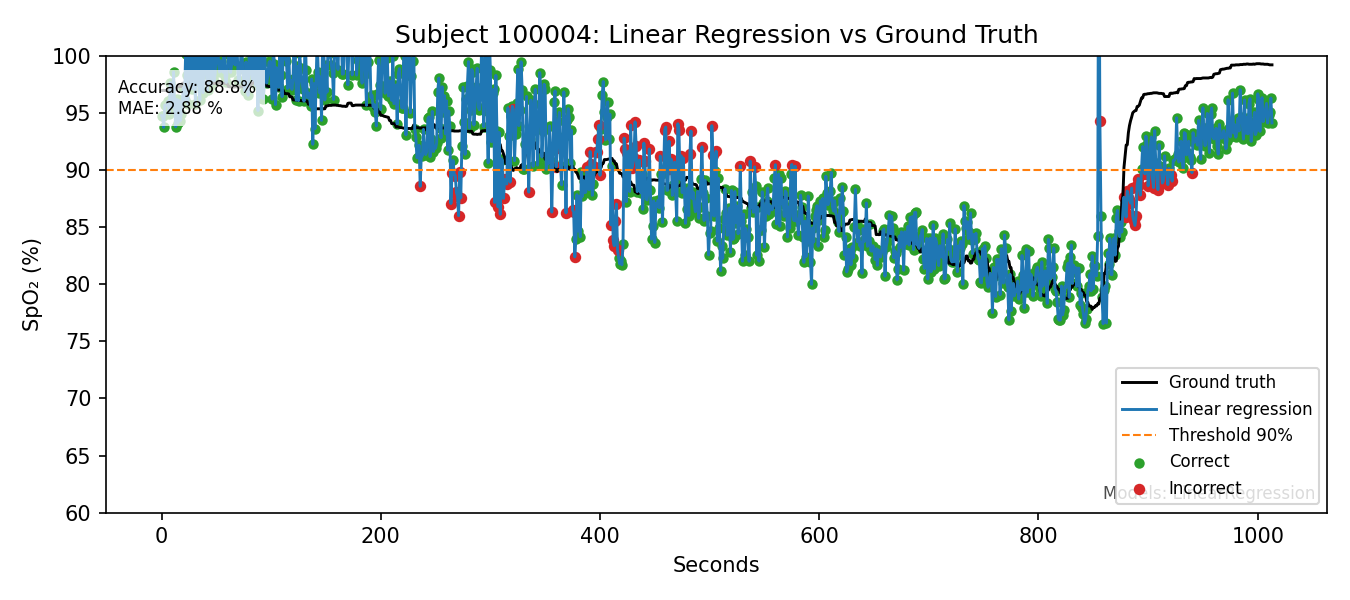 Subject 100004: Linear Regression vs Ground Truth
SpO₂ (%)
100
95
90
85
80
75
70
65
60
Accuracy: 88.8%
MAE: 2.88 %
Ground truth
Linear regression
Threshold 90%
Correct
Incorrect
Models: LinearRegression
0
200
400
600
800
1000
Seconds